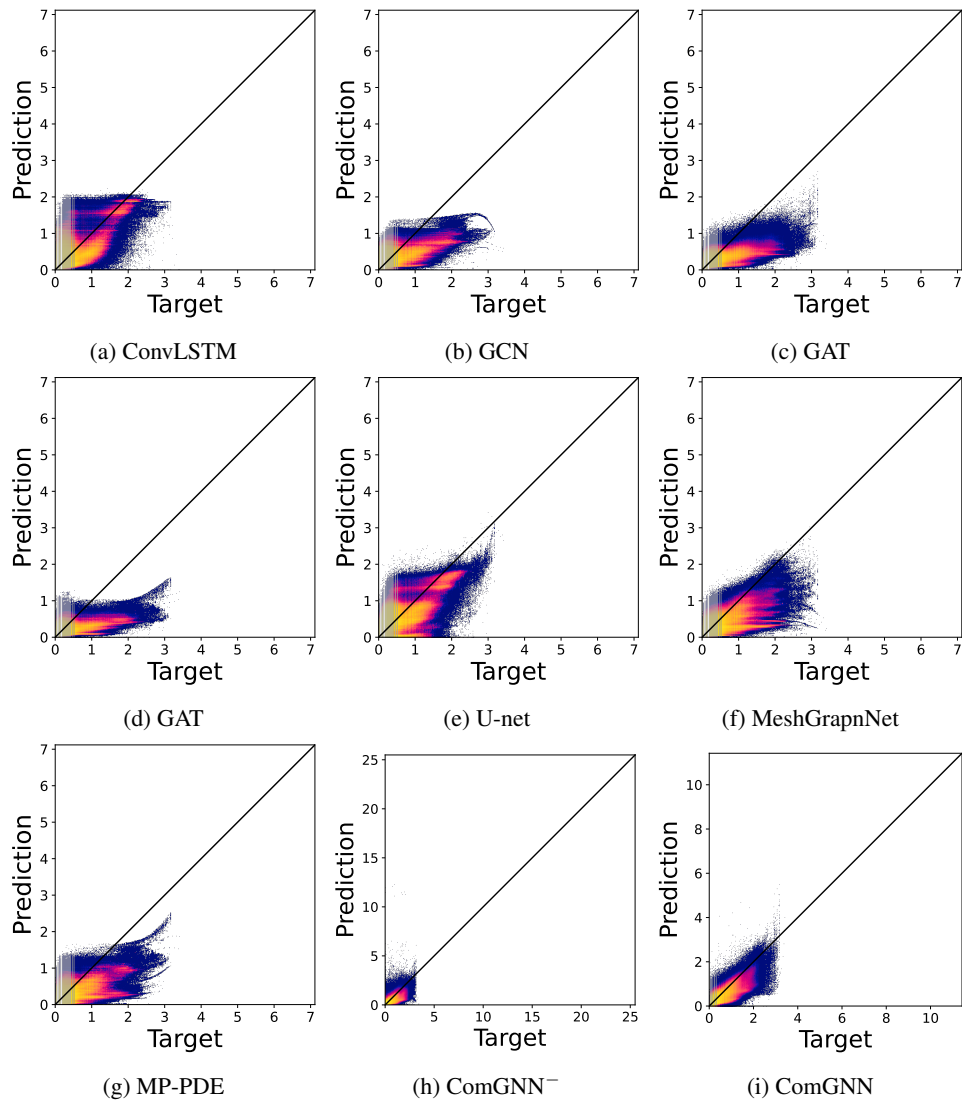 7
6
5
4
3
2
1
0
Prediction
0 1 2 3 4 5 6 7
Target
(a) ConvLSTM
7
6
5
4
3
2
1
0
Prediction
0 1 2 3 4 5 6 7
Target
(b) GCN
7
6
5
4
3
2
1
0
Prediction
0 1 2 3 4 5 6 7
Target
(c) GAT
7
6
5
4
3
2
1
0
Prediction
0 1 2 3 4 5 6 7
Target
(d) GAT
7
6
5
4
3
2
1
0
Prediction
0 1 2 3 4 5 6 7
Target
(e) U-net
7
6
5
4
3
2
1
0
Prediction
0 1 2 3 4 5 6 7
Target
(f) MeshGrapnNet
7
6
5
4
3
2
1
0
Prediction
0 1 2 3 4 5 6 7
Target
(g) MP-PDE
25
20
15
10
5
0
Prediction
0 5 10 15 20 25
Target
(h) ComGNN⁻
10
8
6
4
2
0
Prediction
0 2 4 6 8 10
Target
(i) ComGNN